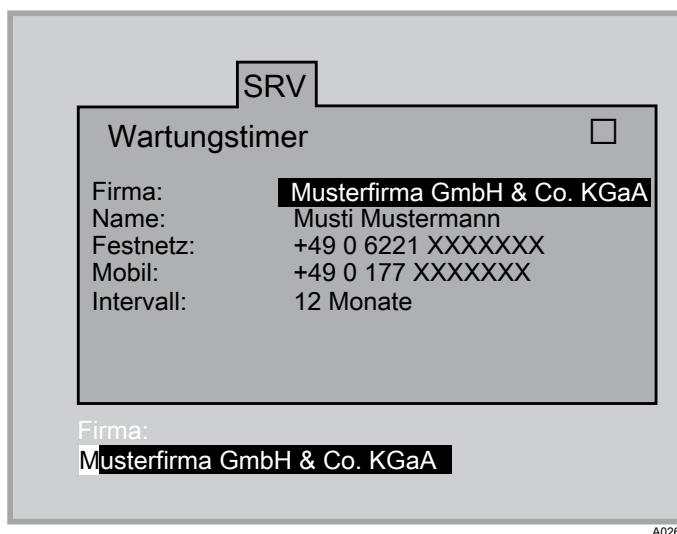 SRV
Wartungstimer
Firma: Musterfirma GmbH & Co. KGaA
Name: Musti Mustermann
Festnetz: +49 0 6221 XXXXXXX
Mobil: +49 0 177 XXXXXXX
Intervall: 12 Monate
Firma:
Musterfirma GmbH & Co. KGaA